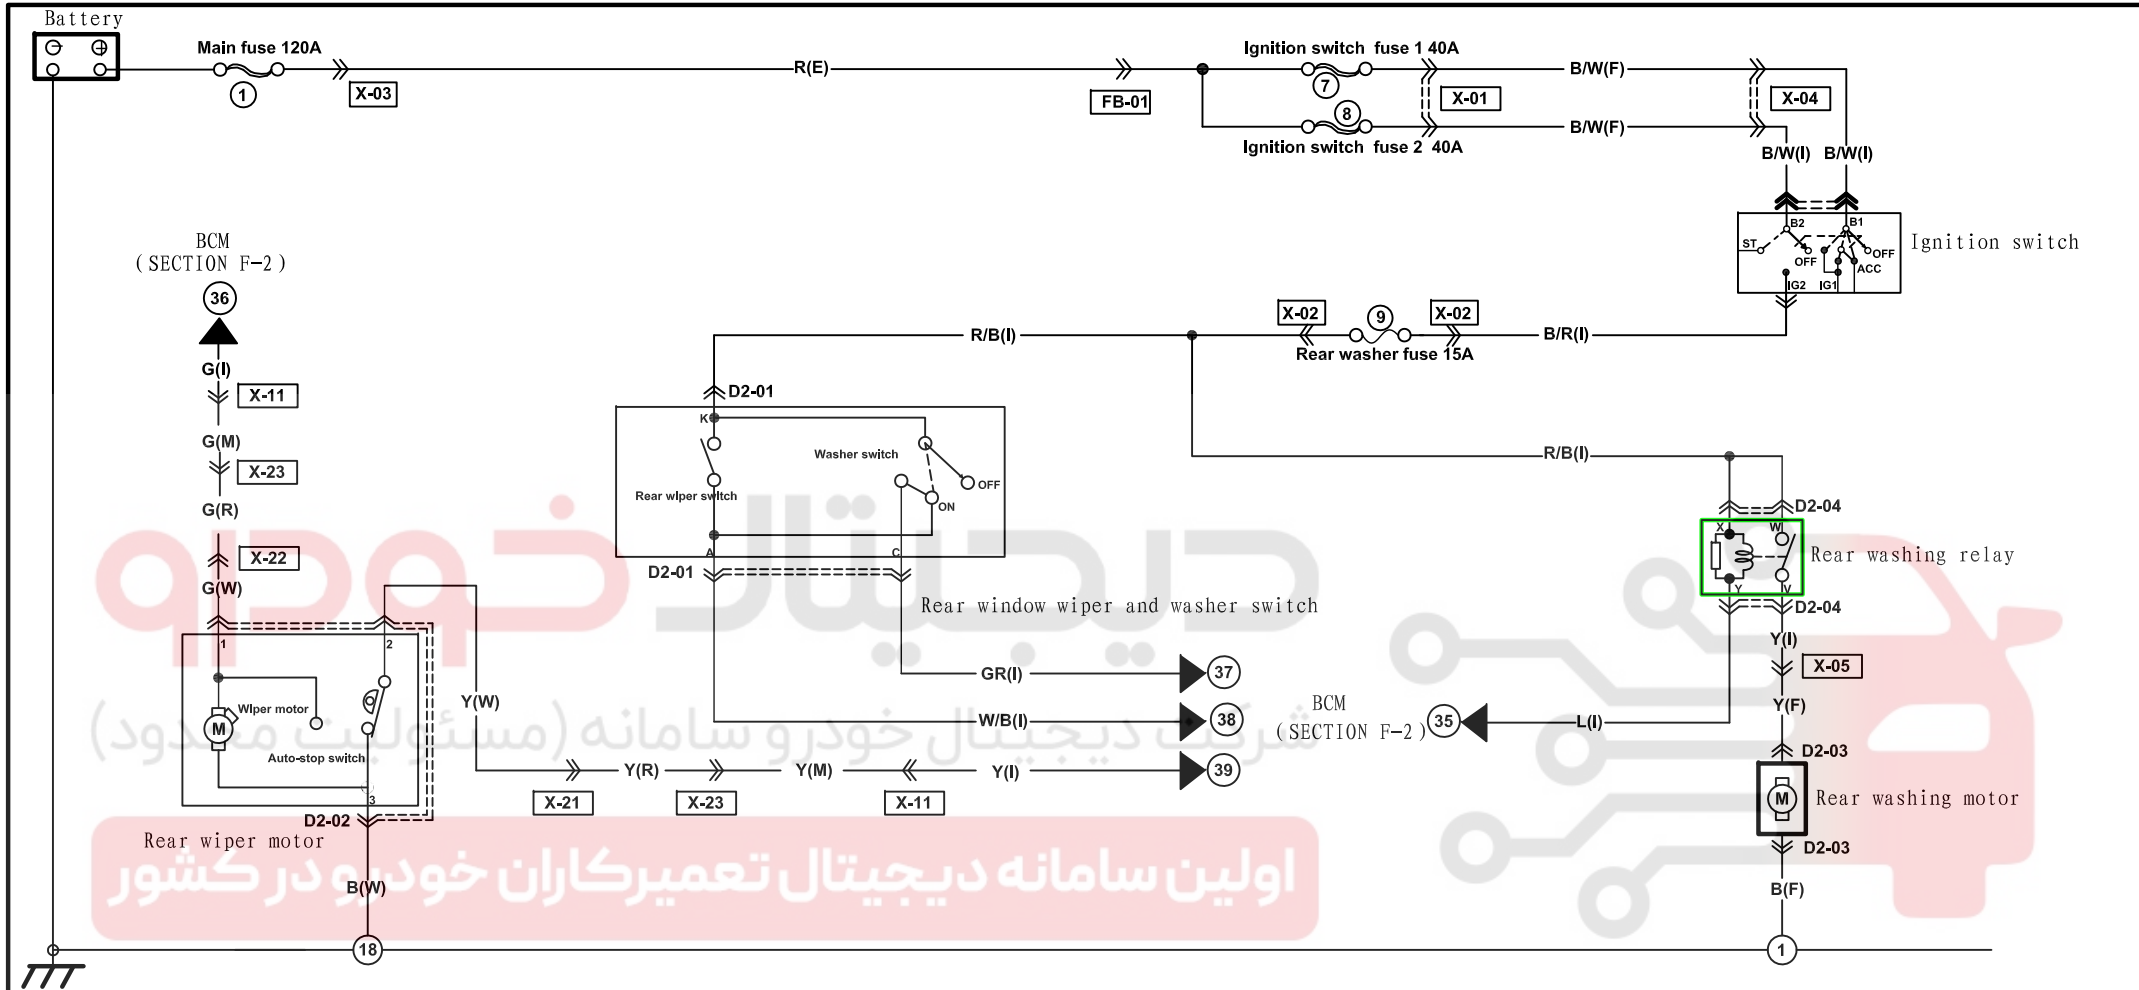 Battery
Main fuse 120A
1
X-03
R(E)
FB-01
Ignition switch fuse 1 40A
7
8
Ignition switch fuse 2 40A
X-01
B/W(F)
B/W(F)
X-04
B/W(I) B/W(I)
B2 B1
ST
OFF OFF
ACC
IG2 IG1
Ignition switch
BCM
(SECTION F-2)
36
G(I)
X-11
G(M)
X-23
G(R)
X-22
G(W)
R/B(I)
X-02
9
X-02
B/R(I)
Rear washer fuse 15A
D2-01
K
Washer switch
OFF
ON
Rear wiper switch
A C
D2-01
Rear window wiper and washer switch
R/B(I)
D2-04
X W
Rear washing relay
Y V
D2-04
Y(I)
X-05
Y(F)
D2-03
M
Rear washing motor
D2-03
B(F)
1
1 2
Wiper motor
M
Auto-stop switch
3
D2-02
Rear wiper motor
B(W)
18
Y(W)
GR(I)
37
W/B(I)
38
BCM
(SECTION F-2)
35
L(I)
Y(R)
Y(M)
Y(I)
39
X-21
X-23
X-11
دیجیتال خودرو
شرکت دیجیتال خودرو سامانه (مسئولیت محدود)
اولین سامانه دیجیتال تعمیرکاران خودرو در کشور